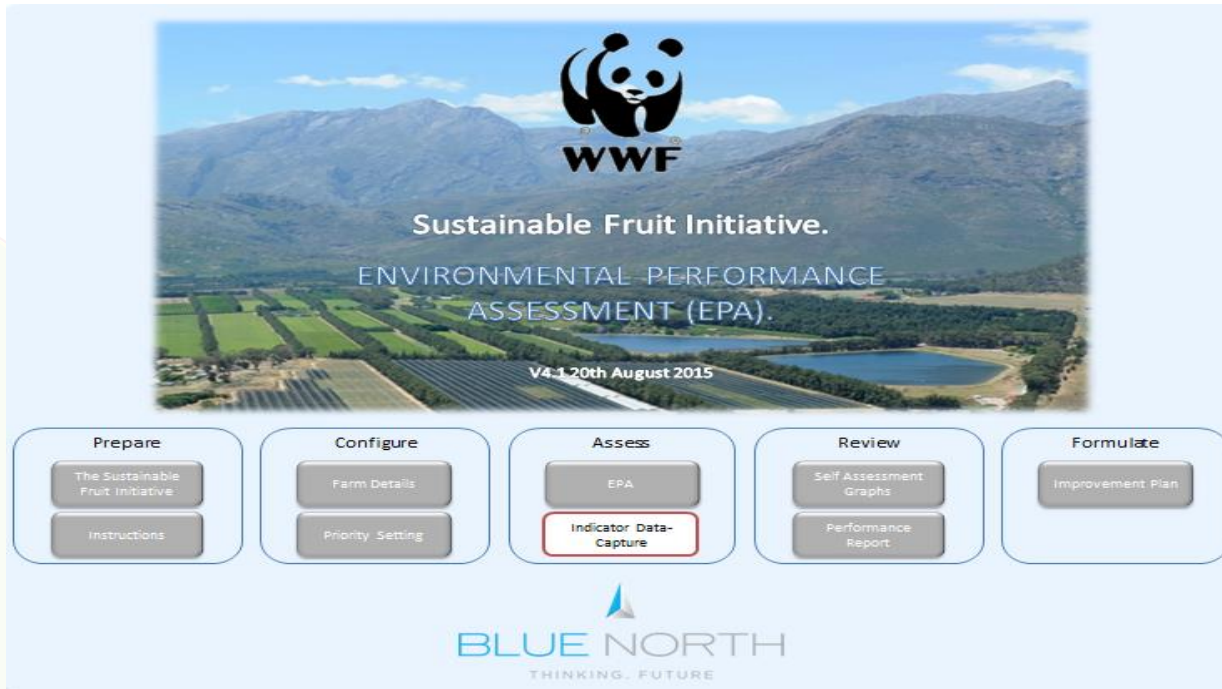 WWF
Sustainable Fruit Initiative.
ENVIRONMENTAL PERFORMANCE
ASSESSMENT (EPA).
V4.1 20th August 2015
Prepare
The Sustainable
Fruit Initiative
Instructions
Configure
Farm Details
Priority Setting
Assess
EPA
Indicator Data-
Capture
Review
Self Assessment
Graphs
Performance
Report
Formulate
Improvement Plan
BLUE NORTH
THINKING. FUTURE